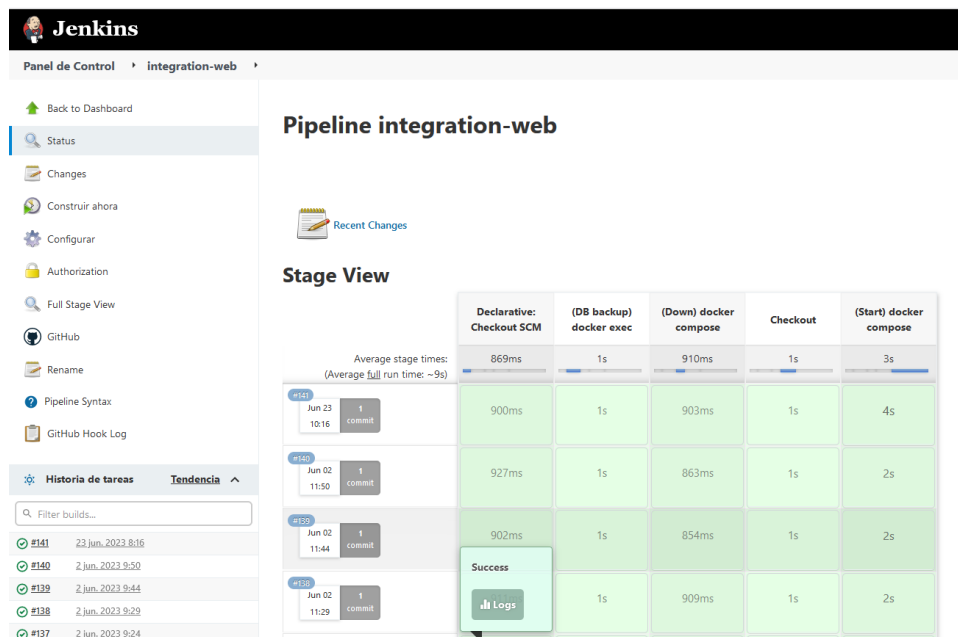 Jenkins
Panel de Control
integration-web
Back to Dashboard
Status
Changes
Construir ahora
Configurar
Authorization
Full Stage View
GitHub
Rename
Pipeline Syntax
GitHub Hook Log
Historia de tareas Tendencia
Filter builds...
#141 23 jun. 2023 8:16
#140 2 jun. 2023 9:50
#139 2 jun. 2023 9:44
#138 2 jun. 2023 9:29
#137 2 jun. 2023 9:24
Pipeline integration-web
Recent Changes
Stage View
Declarative: Checkout SCM
(DB backup) docker exec
(Down) docker compose
Checkout
(Start) docker compose
Average stage times:
(Average full run time: ~9s)
869ms 1s 910ms 1s 3s
#141
Jun 23
10:16
1
commit
900ms 1s 903ms 1s 4s
#140
Jun 02
11:50
1
commit
927ms 1s 863ms 1s 2s
#139
Jun 02
11:44
1
commit
902ms 1s 854ms 1s 2s
#138
Jun 02
11:29
1
commit
1s 909ms 1s 2s
Success
Logs